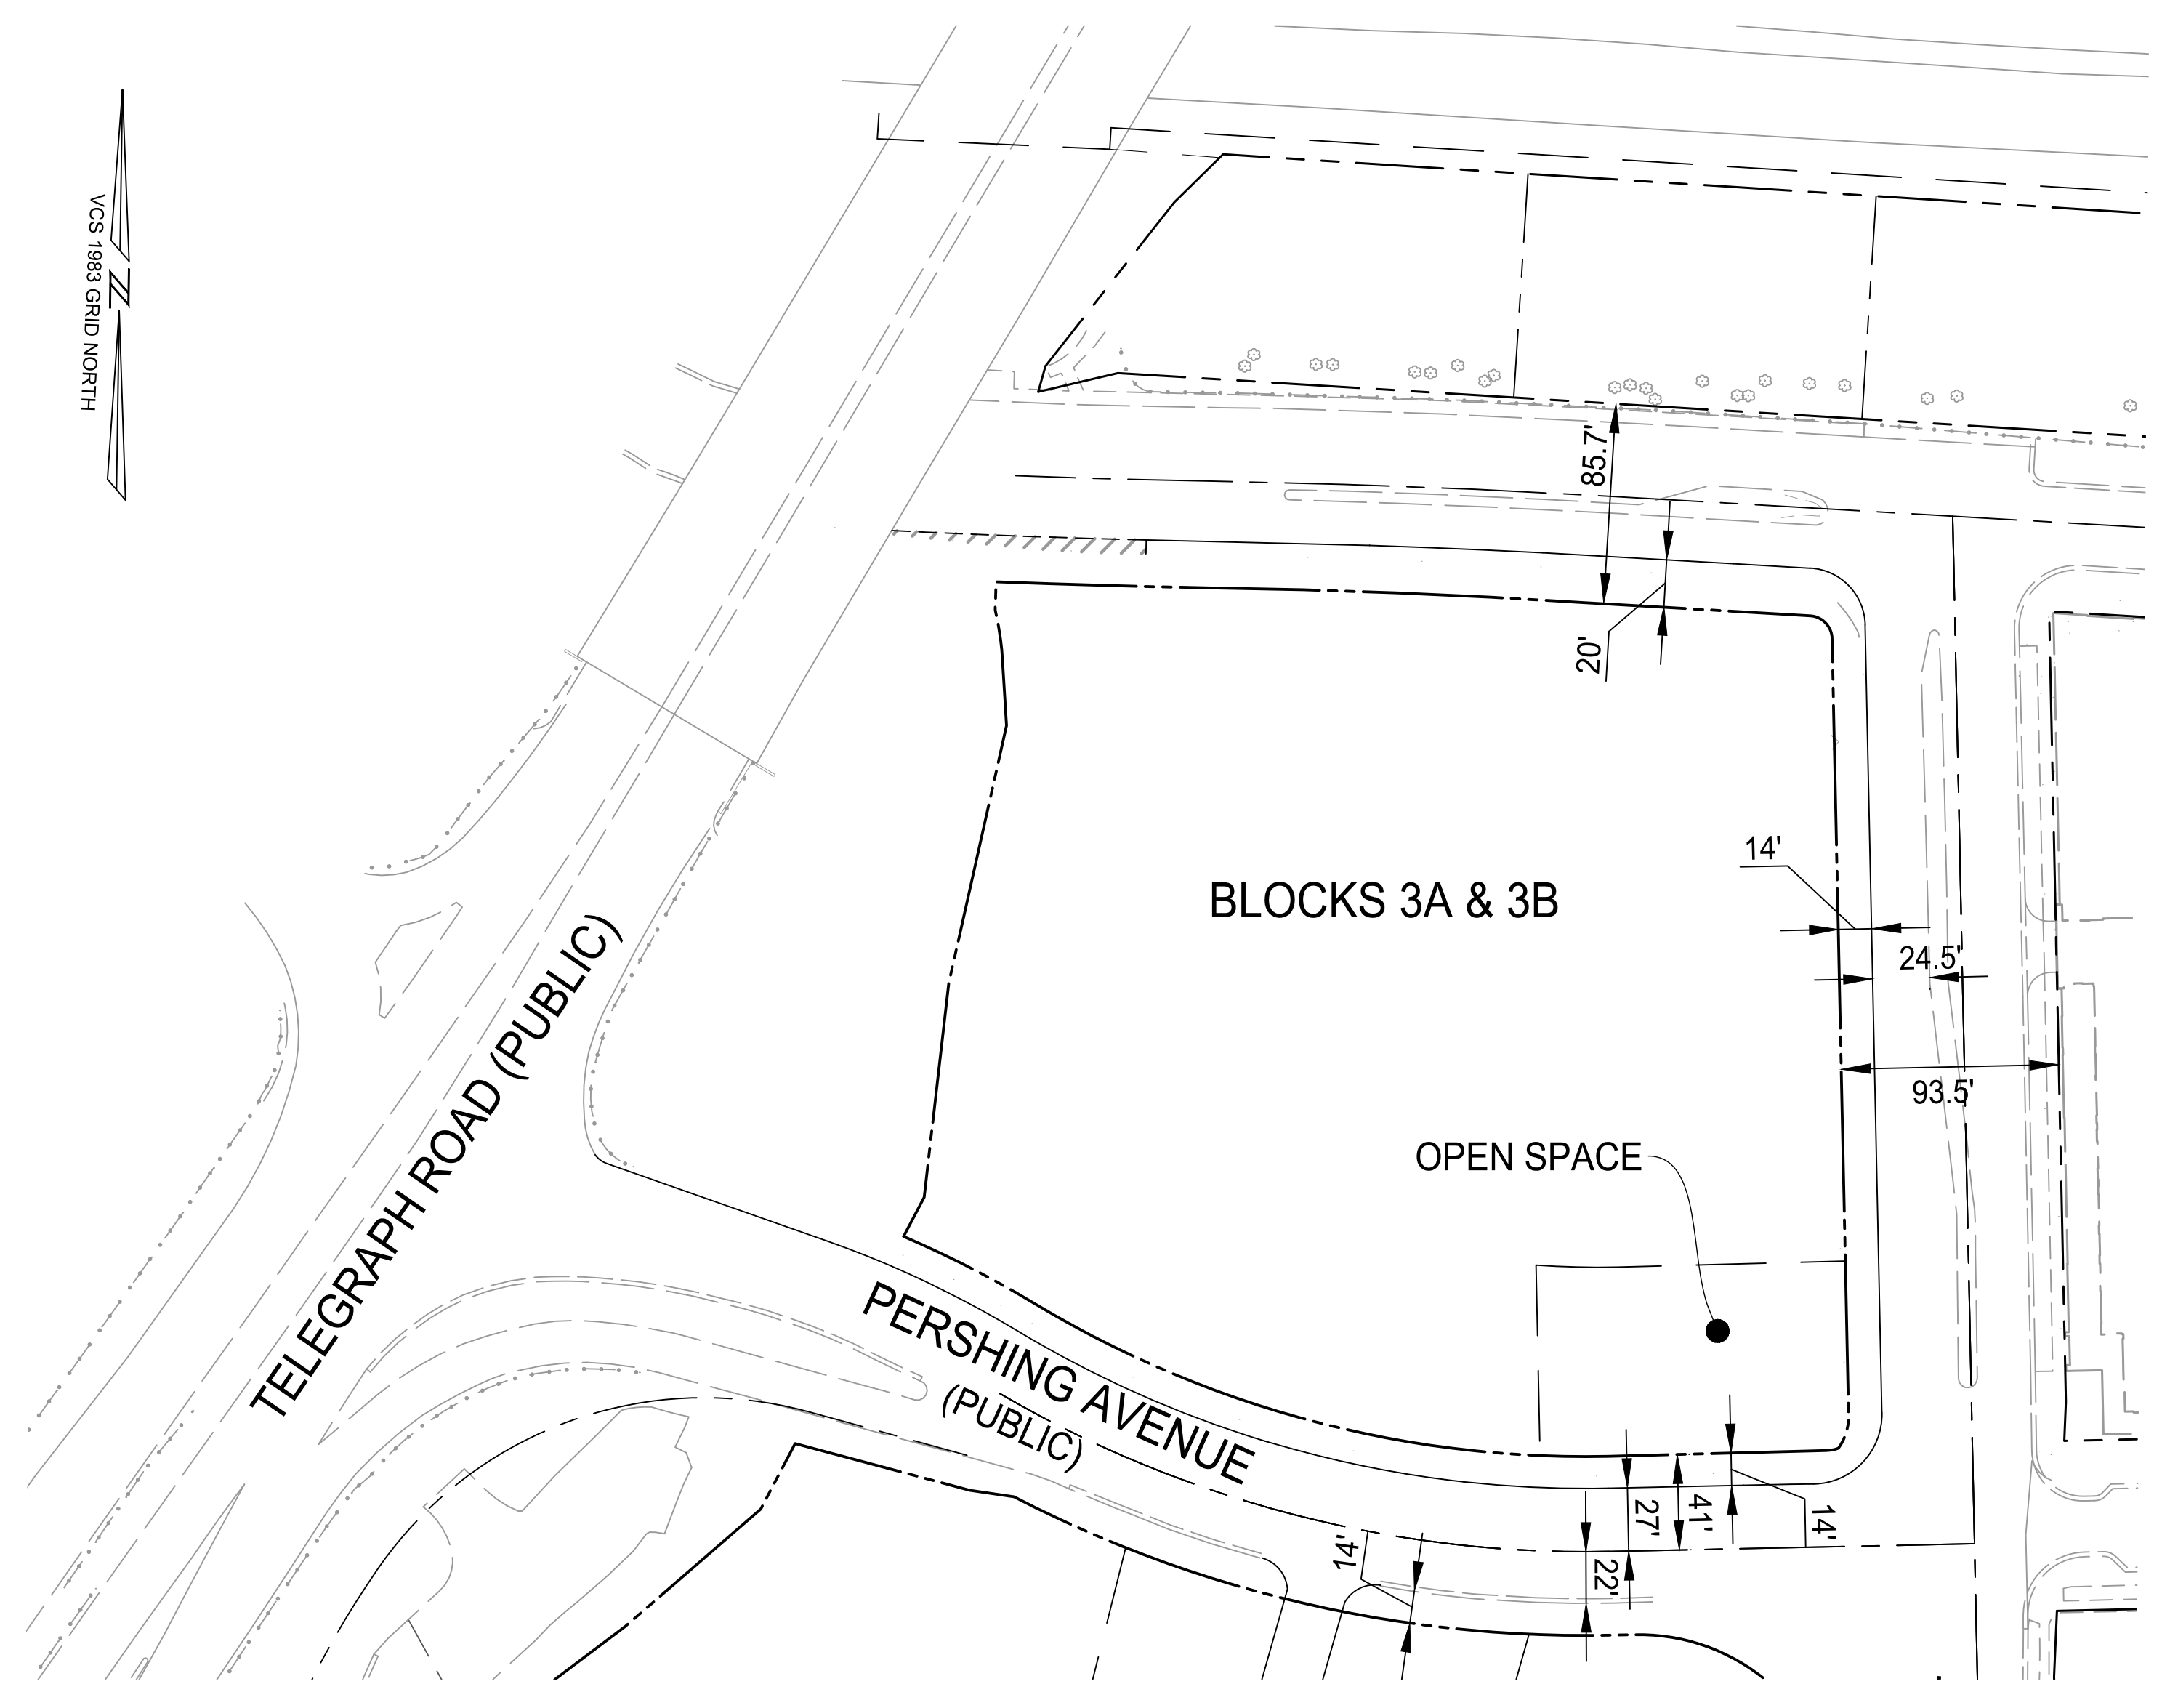 VCS 1983 GRID NORTH
N
85.7'
20'
14'
BLOCKS 3A & 3B
24.5'
93.5'
OPEN SPACE
TELEGRAPH ROAD (PUBLIC)
PERSHING AVENUE
(PUBLIC)
14'
27'
41'
14'
22'